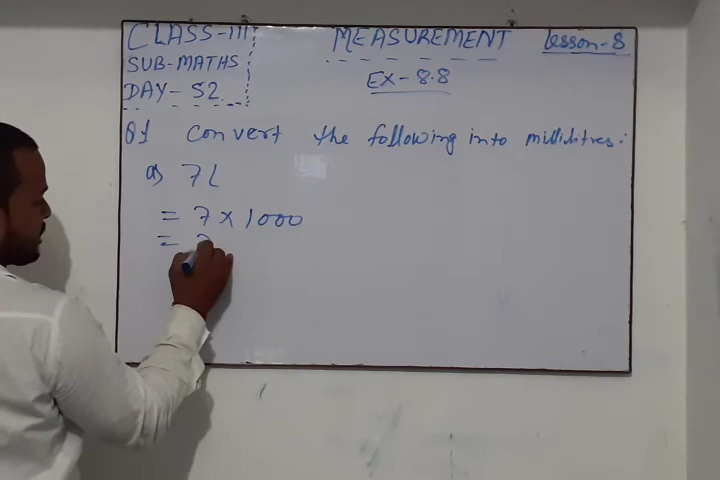 CLASS-III MEASUREMENT Lesson-8
SUB-MATHS
EX-8.8
DAY-52
Q1 Convert the following into millilitres:
a) 7L
= 7 x 1000
= 7